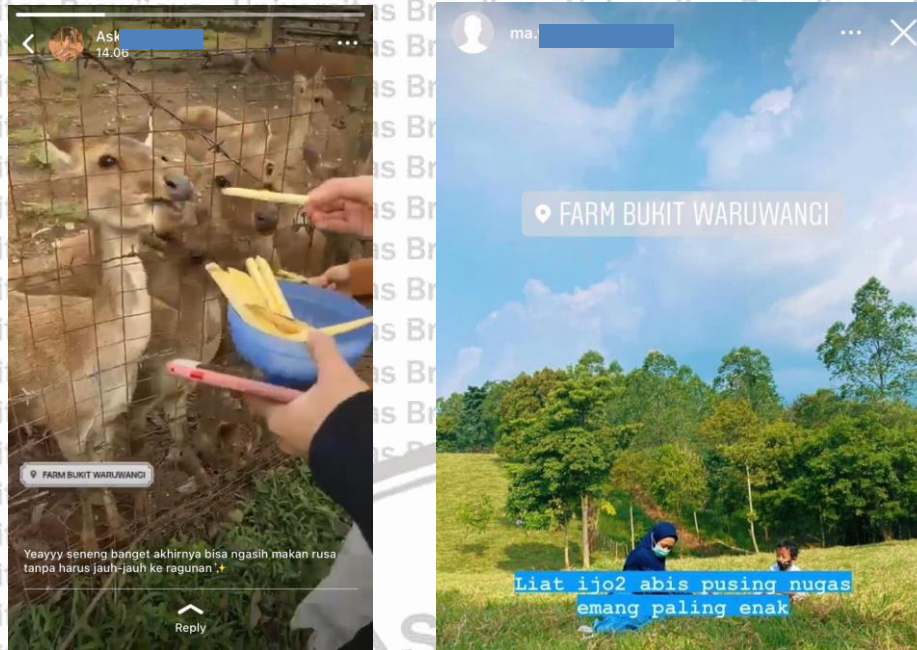 Ask
14.06
FARM BUKIT WARUWANGI
Yeayyy seneng banget akhirnya bisa ngasih makan rusa
tanpa harus jauh-jauh ke ragunan ✨
Reply
ma.
FARM BUKIT WARUWANGI
Liat ijo2 abis pusing nugas
emang paling enak